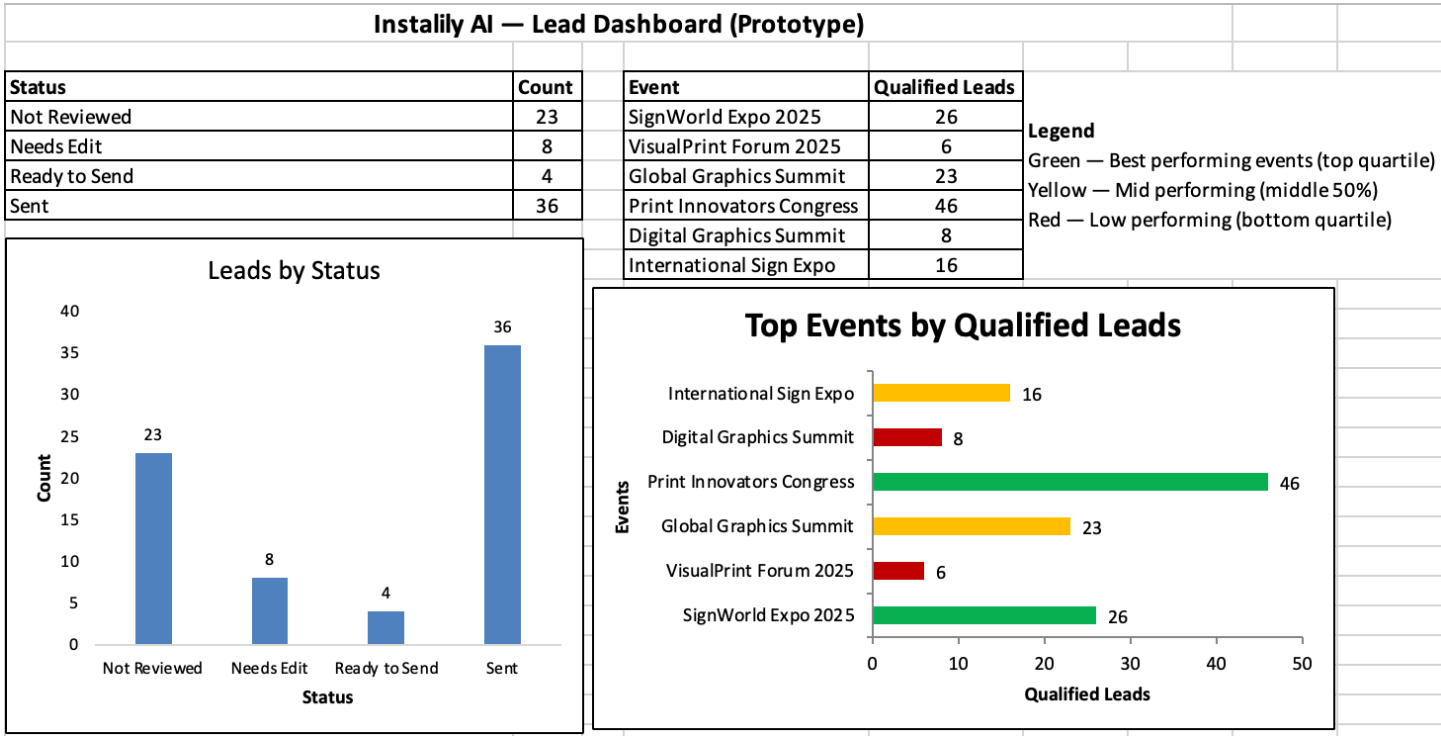 Instalily AI — Lead Dashboard (Prototype)
Status Count
Not Reviewed 23
Needs Edit 8
Ready to Send 4
Sent 36
Event Qualified Leads
SignWorld Expo 2025 26
VisualPrint Forum 2025 6
Global Graphics Summit 23
Print Innovators Congress 46
Digital Graphics Summit 8
International Sign Expo 16
Legend
Green — Best performing events (top quartile)
Yellow — Mid performing (middle 50%)
Red — Low performing (bottom quartile)
Leads by Status
Count
40
35
30
25
20
15
10
5
0
23
8
4
36
Not Reviewed Needs Edit Ready to Send Sent
Status
Top Events by Qualified Leads
Events
International Sign Expo 16
Digital Graphics Summit 8
Print Innovators Congress 46
Global Graphics Summit 23
VisualPrint Forum 2025 6
SignWorld Expo 2025 26
0 10 20 30 40 50
Qualified Leads